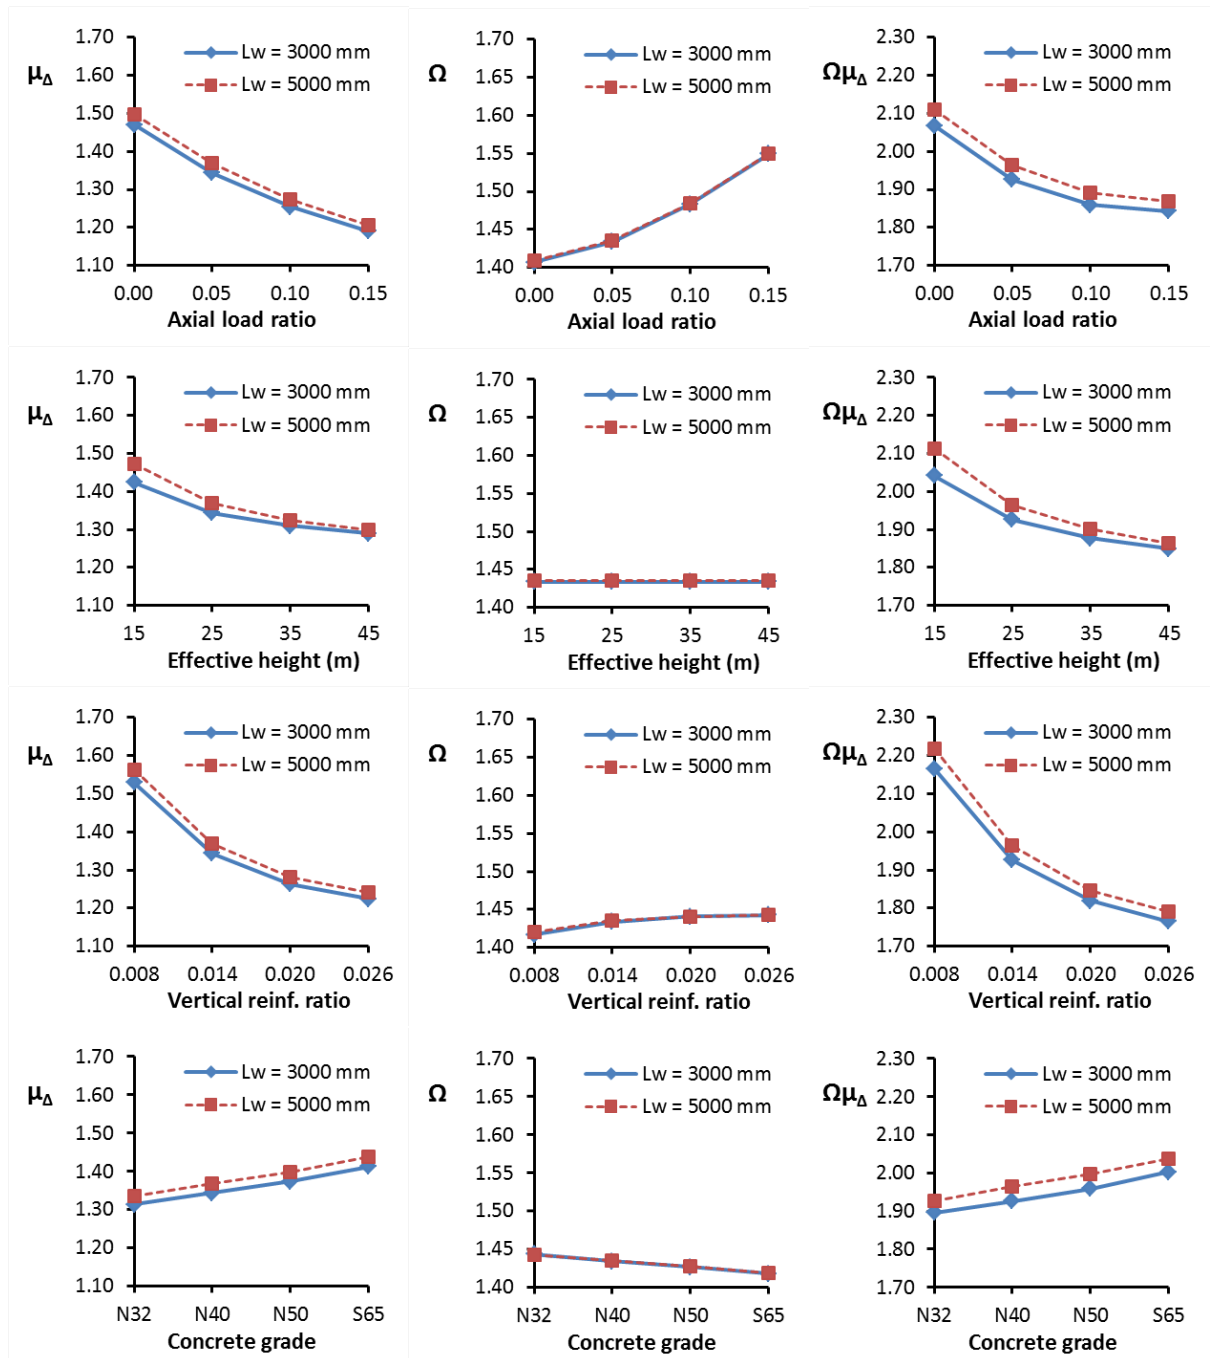 1.70
1.60
1.50
1.40
1.30
1.20
1.10
μΔ
Lw = 3000 mm
Lw = 5000 mm
0.00 0.05 0.10 0.15
Axial load ratio
1.70
1.65
1.60
1.55
1.50
1.45
1.40
Ω
Lw = 3000 mm
Lw = 5000 mm
0.00 0.05 0.10 0.15
Axial load ratio
2.30
2.20
2.10
2.00
1.90
1.80
1.70
ΩμΔ
Lw = 3000 mm
Lw = 5000 mm
0.00 0.05 0.10 0.15
Axial load ratio
1.70
1.60
1.50
1.40
1.30
1.20
1.10
μΔ
Lw = 3000 mm
Lw = 5000 mm
15 25 35 45
Effective height (m)
1.70
1.65
1.60
1.55
1.50
1.45
1.40
Ω
Lw = 3000 mm
Lw = 5000 mm
15 25 35 45
Effective height (m)
2.30
2.20
2.10
2.00
1.90
1.80
1.70
ΩμΔ
Lw = 3000 mm
Lw = 5000 mm
15 25 35 45
Effective height (m)
1.70
1.60
1.50
1.40
1.30
1.20
1.10
μΔ
Lw = 3000 mm
Lw = 5000 mm
0.008 0.014 0.020 0.026
Vertical reinf. ratio
1.70
1.65
1.60
1.55
1.50
1.45
1.40
Ω
Lw = 3000 mm
Lw = 5000 mm
0.008 0.014 0.020 0.026
Vertical reinf. ratio
2.30
2.20
2.10
2.00
1.90
1.80
1.70
ΩμΔ
Lw = 3000 mm
Lw = 5000 mm
0.008 0.014 0.020 0.026
Vertical reinf. ratio
1.70
1.60
1.50
1.40
1.30
1.20
1.10
μΔ
Lw = 3000 mm
Lw = 5000 mm
N32 N40 N50 S65
Concrete grade
1.70
1.65
1.60
1.55
1.50
1.45
1.40
Ω
Lw = 3000 mm
Lw = 5000 mm
N32 N40 N50 S65
Concrete grade
2.30
2.20
2.10
2.00
1.90
1.80
1.70
ΩμΔ
Lw = 3000 mm
Lw = 5000 mm
N32 N40 N50 S65
Concrete grade